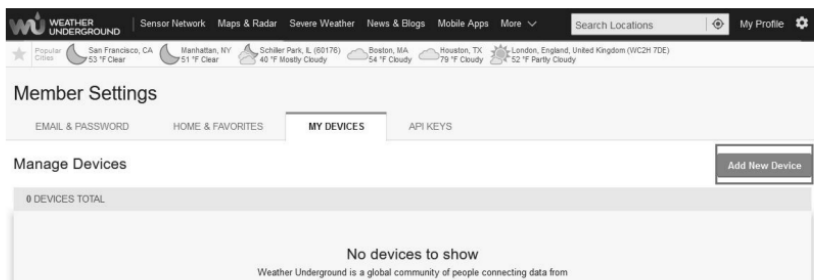 WEATHER UNDERGROUND Sensor Network Maps & Radar Severe Weather News & Blogs Mobile Apps More Search Locations My Profile
Popular Cities San Francisco, CA 53 °F Clear Manhattan, NY 51 °F Clear Schiller Park, IL (60176) 40 °F Mostly Cloudy Boston, MA 54 °F Cloudy Houston, TX 79 °F Cloudy London, England, United Kingdom (WC2H 7DE) 52 °F Partly Cloudy
Member Settings
EMAIL & PASSWORD HOME & FAVORITES MY DEVICES API KEYS
Manage Devices Add New Device
0 DEVICES TOTAL
No devices to show
Weather Underground is a global community of people connecting data from